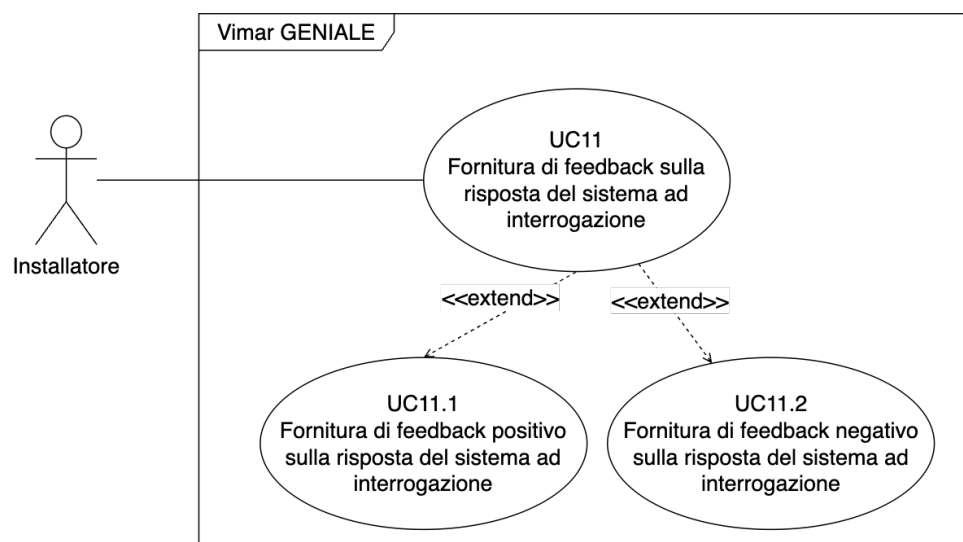 Vimar GENIALE
UC11
Fornitura di feedback sulla
risposta del sistema ad
interrogazione
Installatore
<<extend>>
<<extend>>
UC11.1
Fornitura di feedback positivo
sulla risposta del sistema ad
interrogazione
UC11.2
Fornitura di feedback negativo
sulla risposta del sistema ad
interrogazione